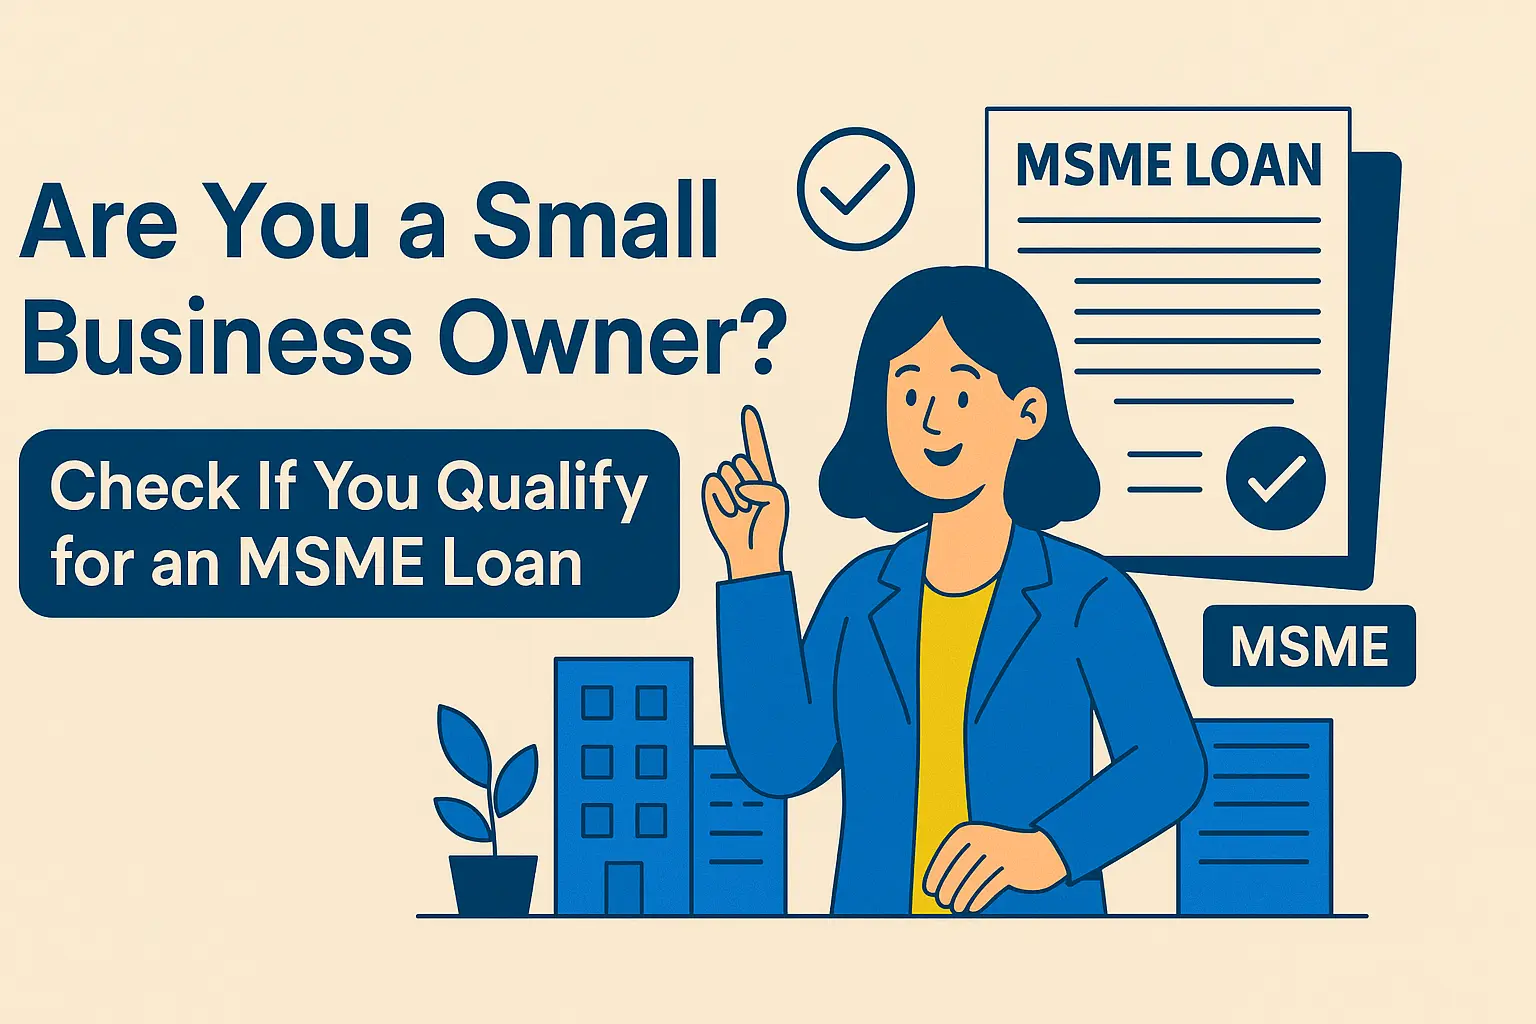 Are You a Small
Business Owner?
Check If You Qualify
for an MSME Loan
MSME LOAN
MSME